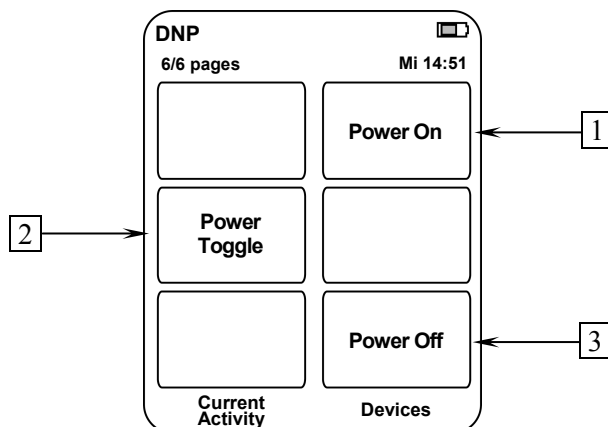 DNP
6/6 pages Mi 14:51
Power On
1
2
Power
Toggle
Power Off
3
Current
Activity
Devices